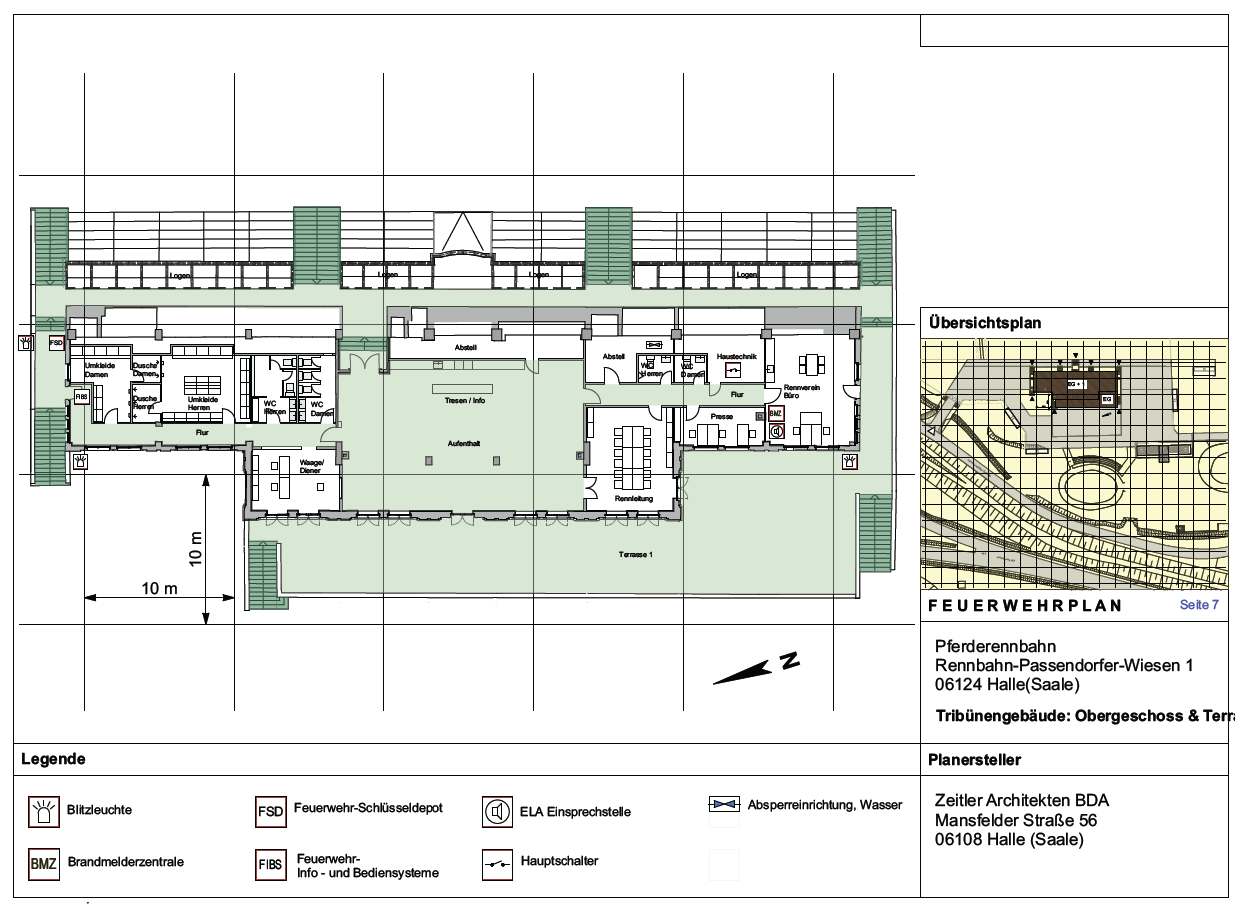 Logen
Logen
Logen
Logen
FSD
Umkleide
Damen
Dusche
Damen
Dusche
Herren
Umkleide
Herren
FIBS
WC
Herren
WC
Damen
Flur
Waage/
Diener
Abstell
Tresen / Info
Aufenthalt
Abstell
WC
Herren
WC
Damen
Haustechnik
Flur
Rennverein
Büro
Presse
BMZ
Rennleitung
Terrasse 1
10 m
10 m
N
Übersichtsplan
EG + 1
EG
FEUERWEHRPLAN
Seite 7
Pferderennbahn
Rennbahn-Passendorfer-Wiesen 1
06124 Halle(Saale)
Tribünengebäude: Obergeschoss & Terra
Legende
Blitzleuchte
FSD Feuerwehr-Schlüsseldepot
ELA Einsprechstelle
Absperreinrichtung, Wasser
BMZ Brandmelderzentrale
FIBS Feuerwehr-
Info - und Bediensysteme
Hauptschalter
Planersteller
Zeitler Architekten BDA
Mansfelder Straße 56
06108 Halle (Saale)